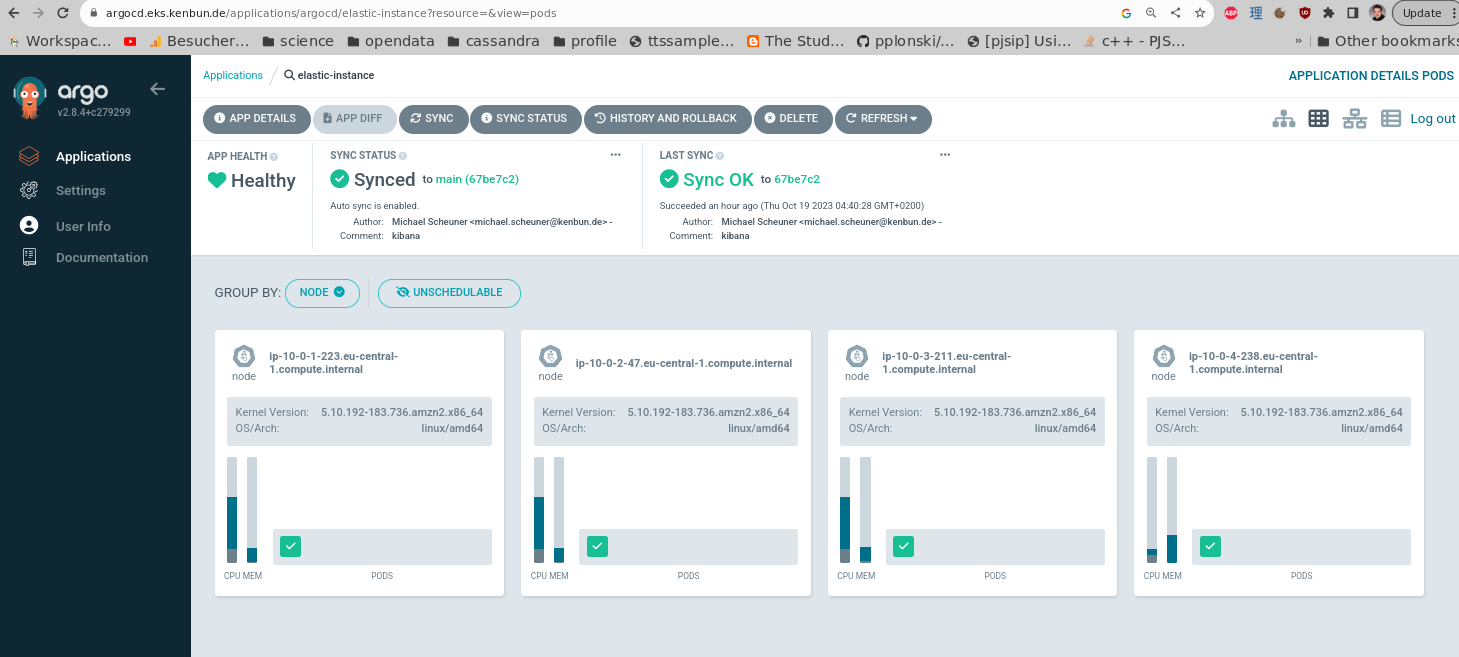 argocd.eks.kenbun.de/applications/argocd/elastic-instance?resource=&view=pods
ABP
理
Update
Workspac...
Besucher...
science
opendata
cassandra
profile
ttssample...
The Stud...
pplonski/...
[pjsip] Usi...
c++ - PJS...
»
Other bookmarks
argo
v2.8.4+c279299
Applications
Settings
User Info
Documentation
Applications / elastic-instance
APPLICATION DETAILS PODS
APP DETAILS
APP DIFF
SYNC
SYNC STATUS
HISTORY AND ROLLBACK
DELETE
REFRESH
Log out
APP HEALTH
Healthy
SYNC STATUS
Synced to main (67be7c2)
Auto sync is enabled.
Author: Michael Scheuner <michael.scheuner@kenbun.de> -
Comment: kibana
LAST SYNC
Sync OK to 67be7c2
Succeeded an hour ago (Thu Oct 19 2023 04:40:28 GMT+0200)
Author: Michael Scheuner <michael.scheuner@kenbun.de> -
Comment: kibana
GROUP BY: NODE
UNSCHEDULABLE
node
ip-10-0-1-223.eu-central-
1.compute.internal
Kernel Version: 5.10.192-183.736.amzn2.x86_64
OS/Arch: linux/amd64
CPU MEM
PODS
node
ip-10-0-2-47.eu-central-1.compute.internal
Kernel Version: 5.10.192-183.736.amzn2.x86_64
OS/Arch: linux/amd64
CPU MEM
PODS
node
ip-10-0-3-211.eu-central-
1.compute.internal
Kernel Version: 5.10.192-183.736.amzn2.x86_64
OS/Arch: linux/amd64
CPU MEM
PODS
node
ip-10-0-4-238.eu-central-
1.compute.internal
Kernel Version: 5.10.192-183.736.amzn2.x86_64
OS/Arch: linux/amd64
CPU MEM
PODS